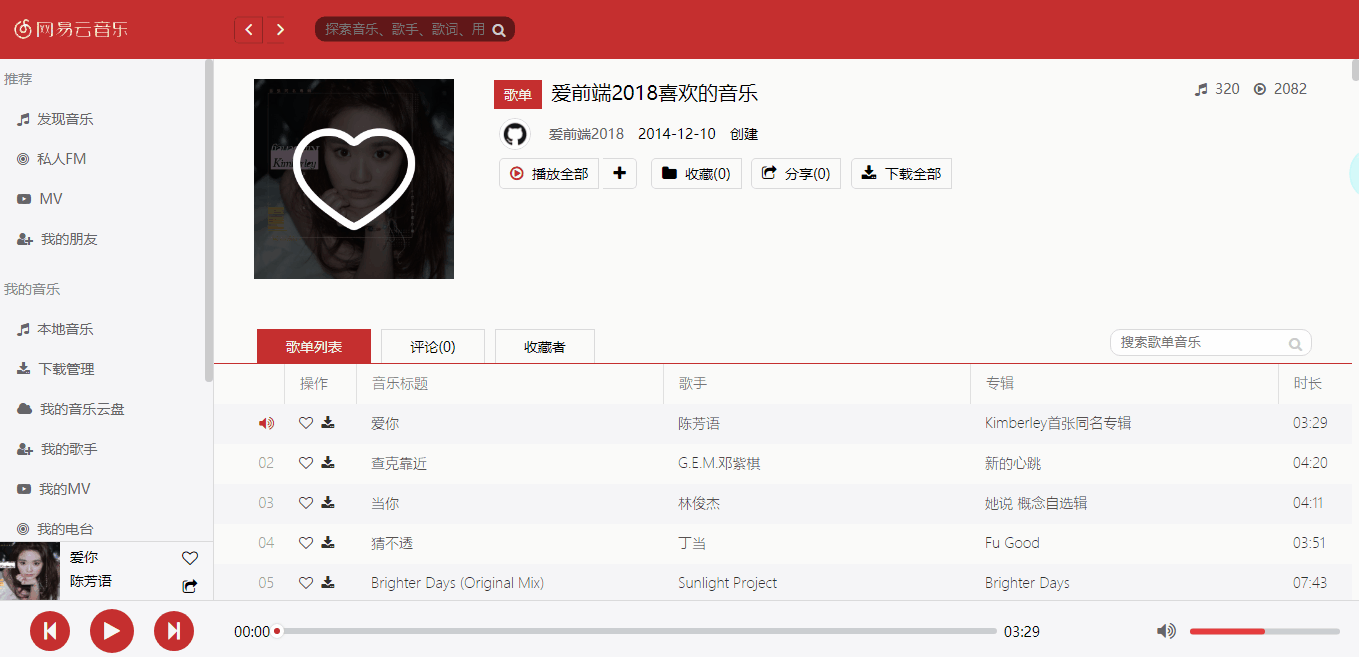 网易云音乐
探索音乐、歌手、歌词、用
推荐
发现音乐
私人FM
MV
我的朋友
我的音乐
本地音乐
下载管理
我的音乐云盘
我的歌手
我的MV
我的电台
爱你
陈芳语
Kimberley
歌单 爱前端2018喜欢的音乐
320 2082
爱前端2018 2014-12-10 创建
播放全部 收藏(0) 分享(0) 下载全部
歌单列表 评论(0) 收藏者
搜索歌单音乐
操作 音乐标题 歌手 专辑 时长
爱你 陈芳语 Kimberley首张同名专辑 03:29
02 查克靠近 G.E.M.邓紫棋 新的心跳 04:20
03 当你 林俊杰 她说 概念自选辑 04:11
04 猜不透 丁当 Fu Good 03:51
05 Brighter Days (Original Mix) Sunlight Project Brighter Days 07:43
00:00 03:29